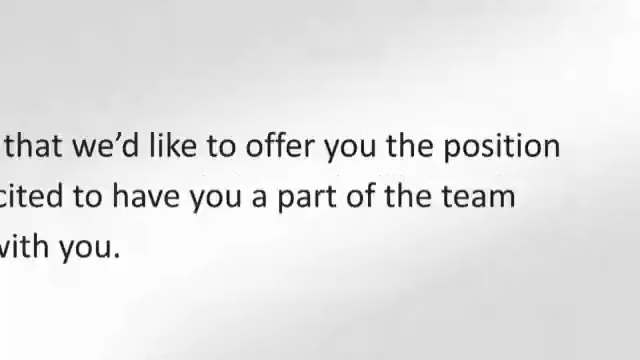 that we'd like to offer you the position
cited to have you a part of the team
with you.